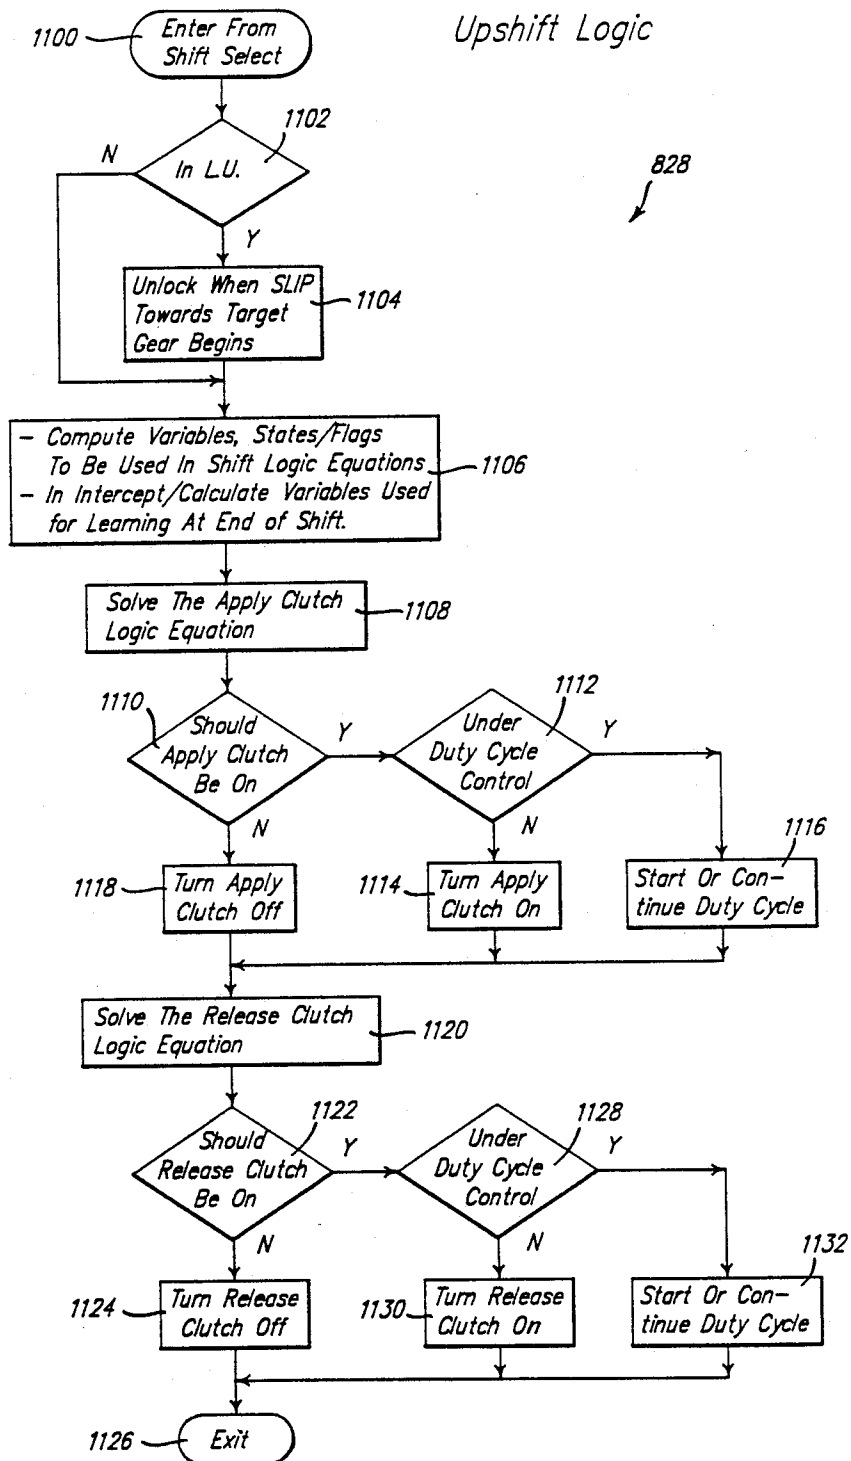 Upshift Logic
1100
Enter From
Shift Select
1102
In L.U.
N
Y
828
Unlock When SLIP
Towards Target
Gear Begins
1104
- Compute Variables, States/Flags
To Be Used In Shift Logic Equations
- In Intercept/Calculate Variables Used
for Learning At End of Shift.
1106
Solve The Apply Clutch
Logic Equation
1108
1110
Should
Apply Clutch
Be On
Y
N
1112
Under
Duty Cycle
Control
Y
N
1118
Turn Apply
Clutch Off
1114
Turn Apply
Clutch On
1116
Start Or Con-
tinue Duty Cycle
Solve The Release Clutch
Logic Equation
1120
1122
Should
Release Clutch
Be On
Y
N
1128
Under
Duty Cycle
Control
Y
N
1124
Turn Release
Clutch Off
1130
Turn Release
Clutch On
1132
Start Or Con-
tinue Duty Cycle
1126
Exit